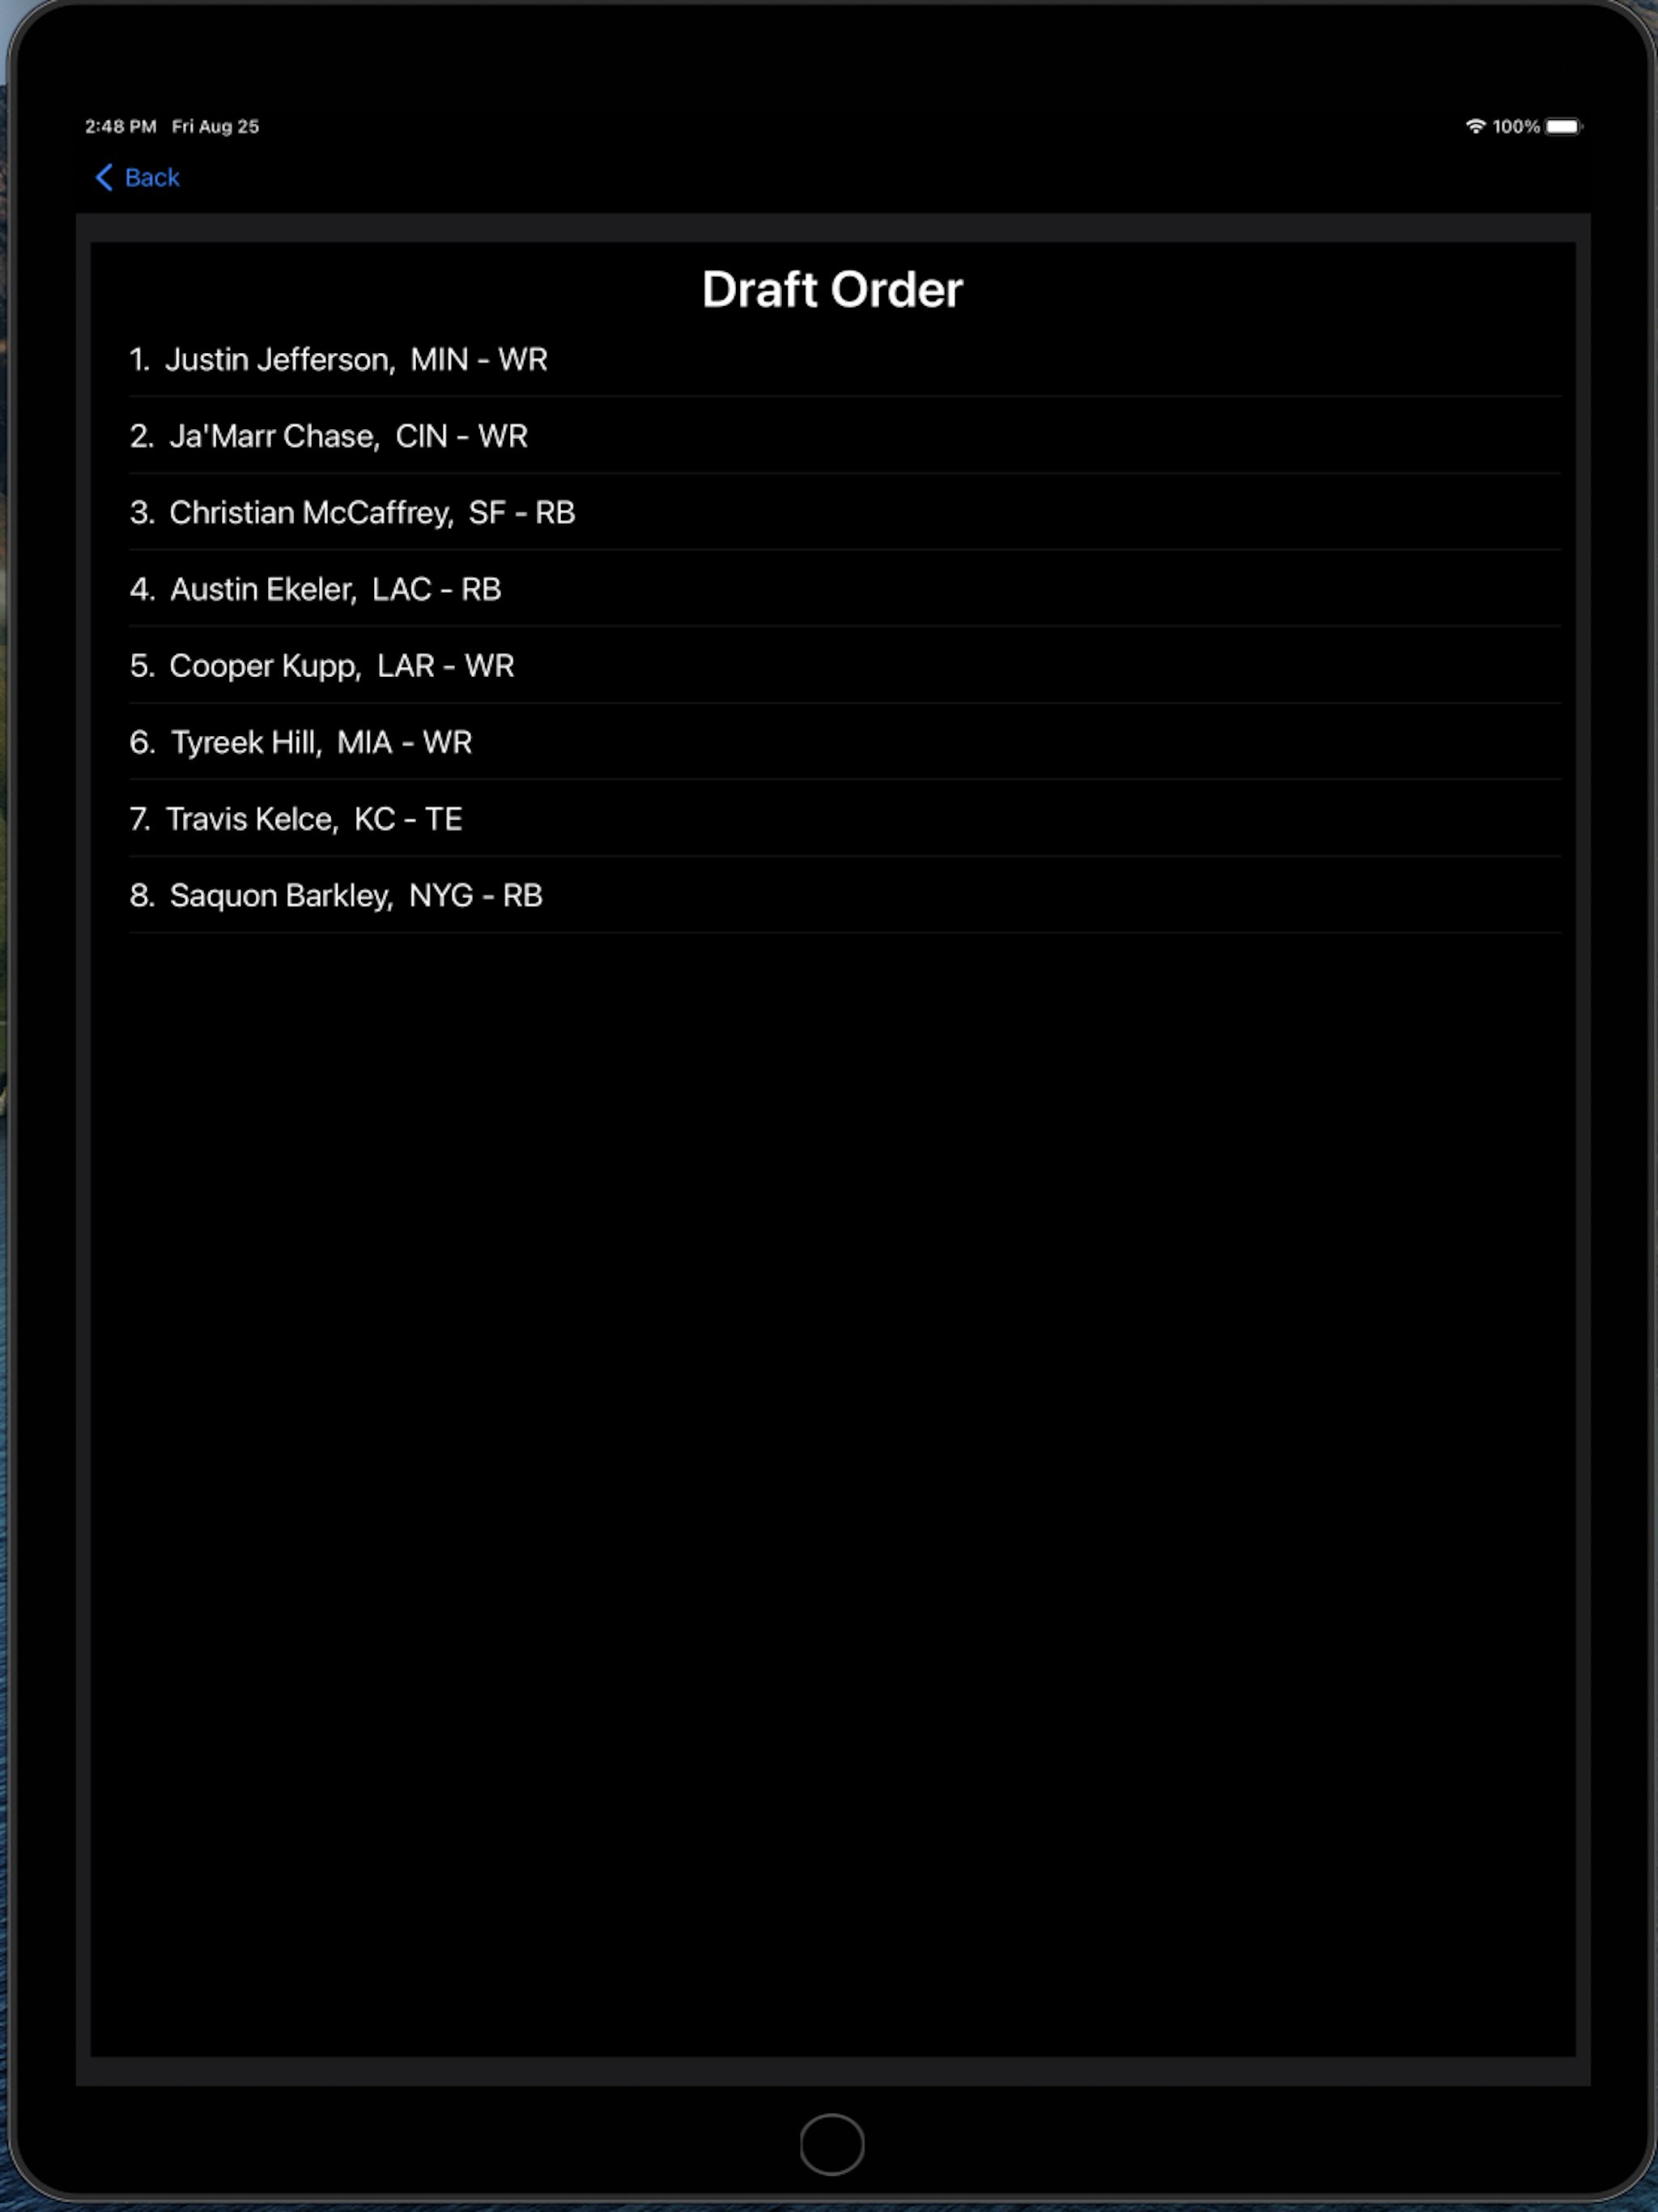 2:48 PM Fri Aug 25 100%
Back
Draft Order
1. Justin Jefferson, MIN - WR
2. Ja'Marr Chase, CIN - WR
3. Christian McCaffrey, SF - RB
4. Austin Ekeler, LAC - RB
5. Cooper Kupp, LAR - WR
6. Tyreek Hill, MIA - WR
7. Travis Kelce, KC - TE
8. Saquon Barkley, NYG - RB